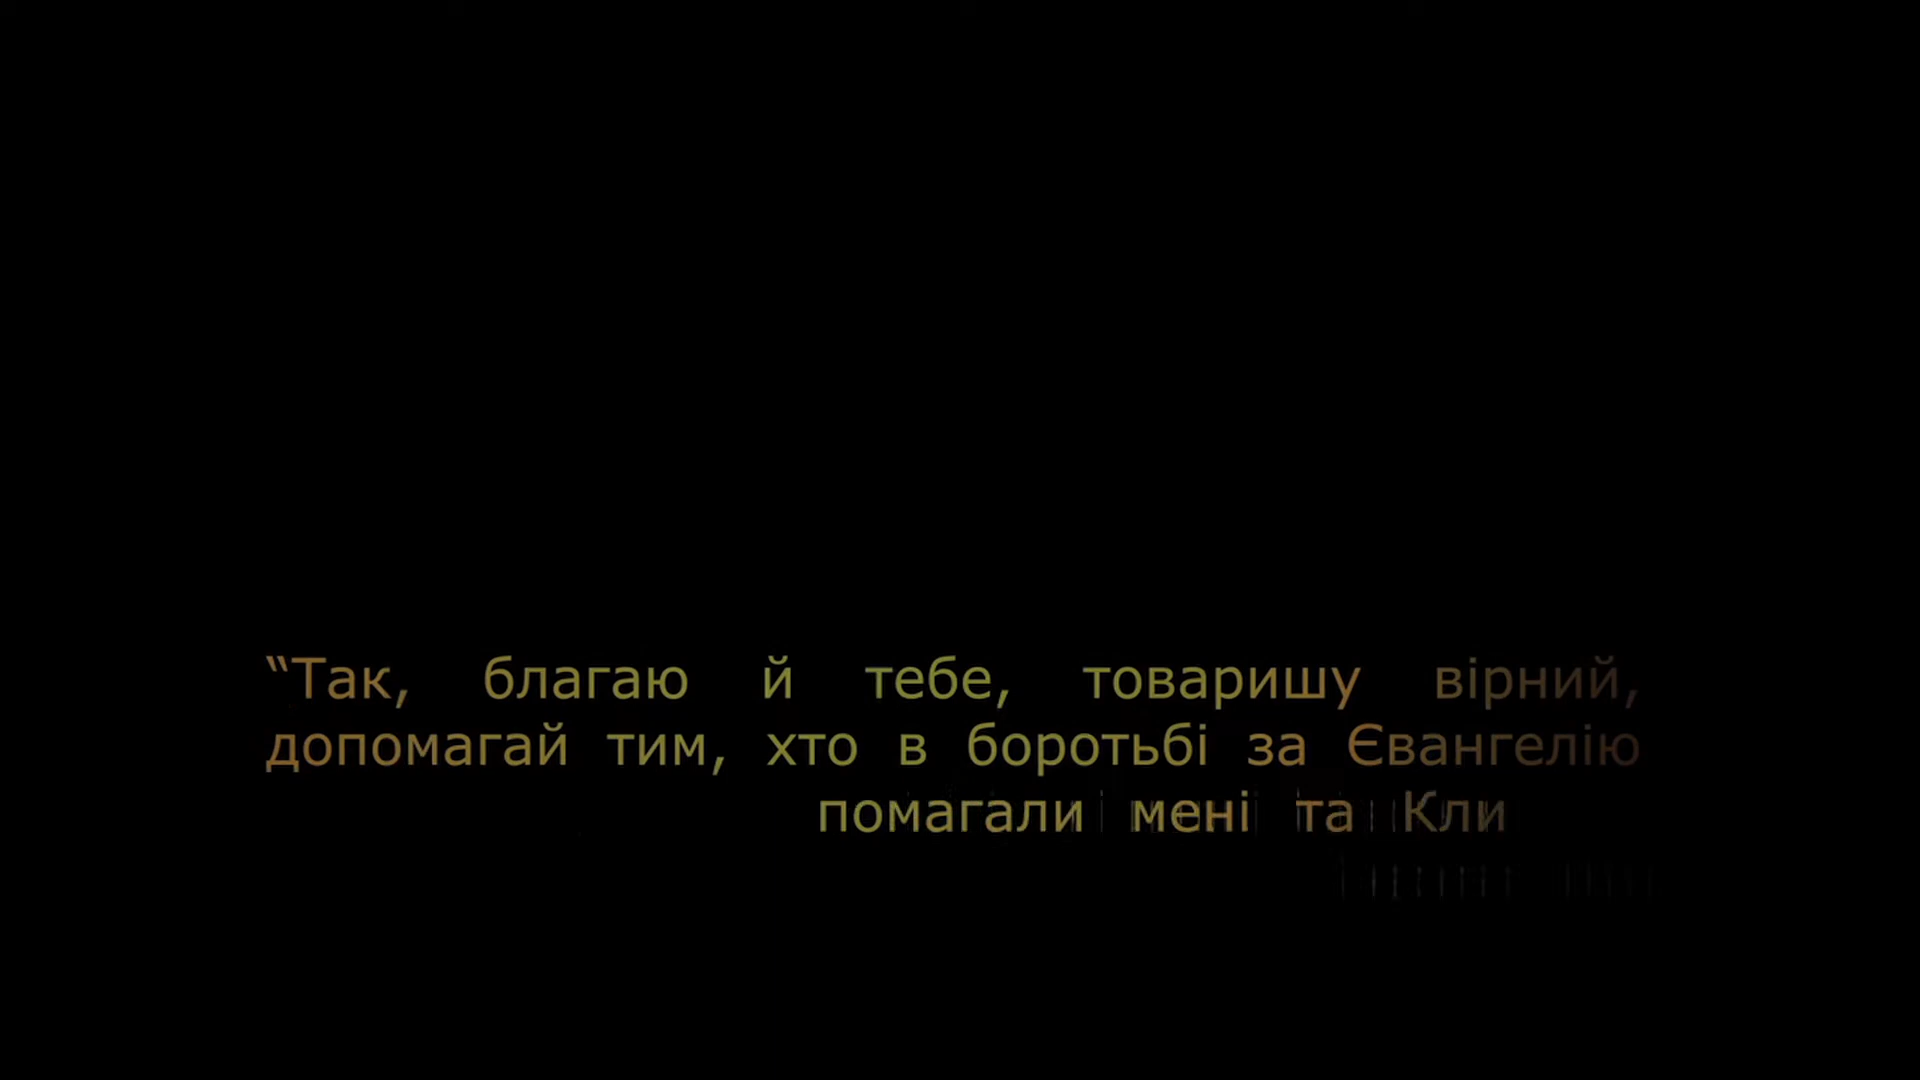 “Так, благаю й тебе, товаришу вірний,
допомагай тим, хто в боротьбі за Євангелію
помагали мені та Кли